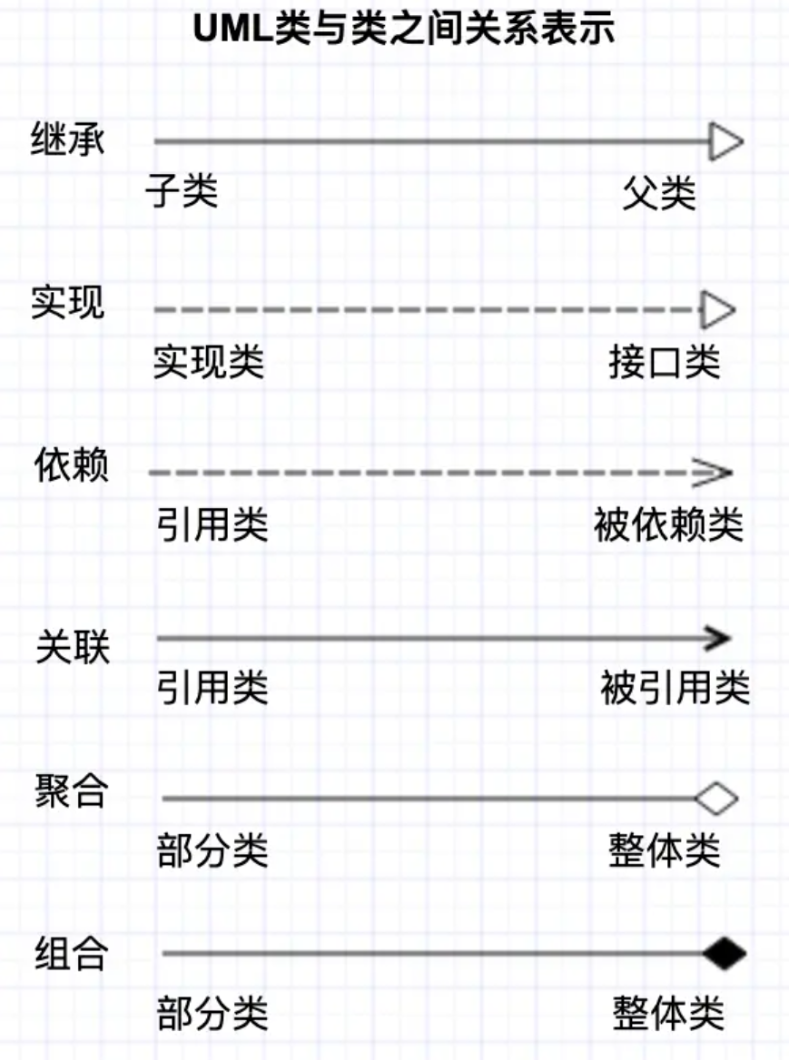 UML类与类之间关系表示
继承
子类 父类
实现
实现类 接口类
依赖
引用类 被依赖类
关联
引用类 被引用类
聚合
部分类 整体类
组合
部分类 整体类